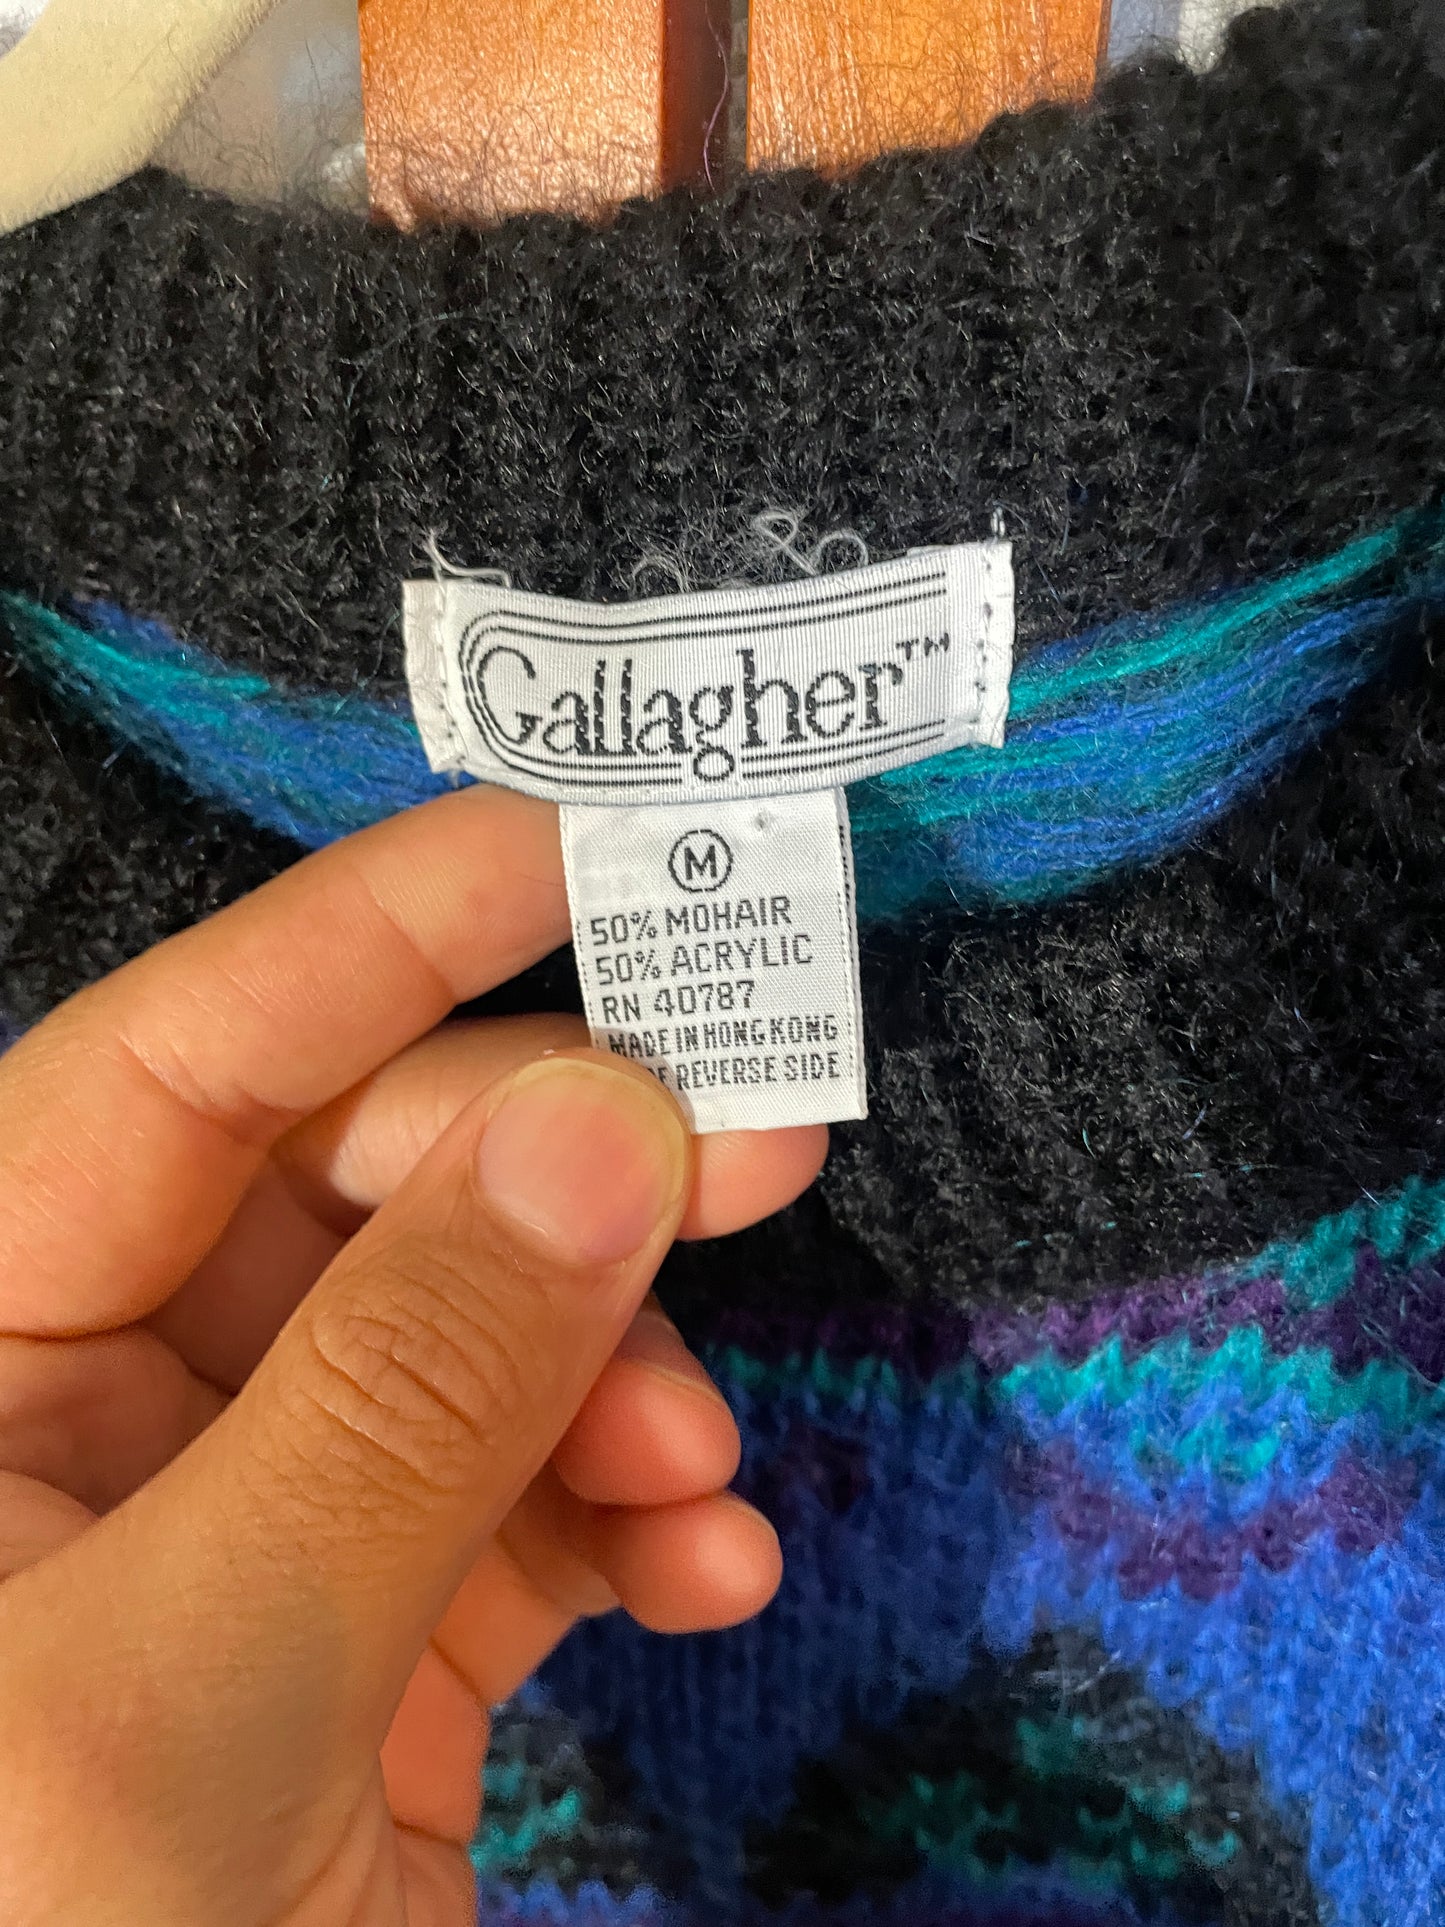 Gallagher™
M
50% MOHAIR
50% ACRYLIC
RN 40787
MADE IN HONG KONG
REVERSE SIDE